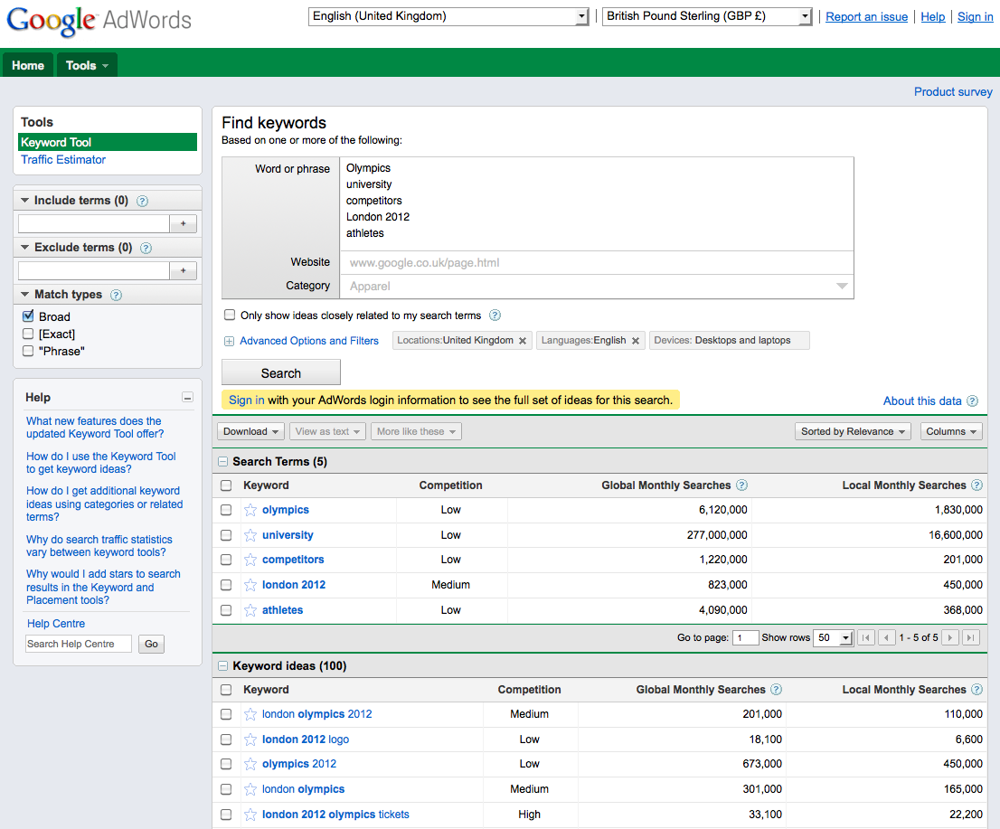 Google AdWords
English (United Kingdom)
British Pound Sterling (GBP £)
Report an issue
Help
Sign in
Home
Tools
Product survey
Tools
Keyword Tool
Traffic Estimator
Include terms (0) ?
+
Exclude terms (0) ?
+
Match types ?
Broad
[Exact]
"Phrase"
Help
What new features does the
updated Keyword Tool offer?
How do I use the Keyword Tool
to get keyword ideas?
How do I get additional keyword
ideas using categories or related
terms?
Why do search traffic statistics
vary between keyword tools?
Why would I add stars to search
results in the Keyword and
Placement tools?
Help Centre
Search Help Centre Go
Find keywords
Based on one or more of the following:
Word or phrase
Olympics
university
competitors
London 2012
athletes
Website www.google.co.uk/page.html
Category Apparel
Only show ideas closely related to my search terms ?
Advanced Options and Filters Locations:United Kingdom Languages:English Devices: Desktops and laptops
Search
Sign in with your AdWords login information to see the full set of ideas for this search.
About this data ?
Download View as text More like these Sorted by Relevance Columns
Search Terms (5)
Keyword Competition Global Monthly Searches ? Local Monthly Searches ?
olympics Low 6,120,000 1,830,000
university Low 277,000,000 16,600,000
competitors Low 1,220,000 201,000
london 2012 Medium 823,000 450,000
athletes Low 4,090,000 368,000
Go to page: 1 Show rows 50 1 - 5 of 5
Keyword ideas (100)
Keyword Competition Global Monthly Searches ? Local Monthly Searches ?
london olympics 2012 Medium 201,000 110,000
london 2012 logo Low 18,100 6,600
olympics 2012 Low 673,000 450,000
london olympics Medium 301,000 165,000
london 2012 olympics tickets High 33,100 22,200